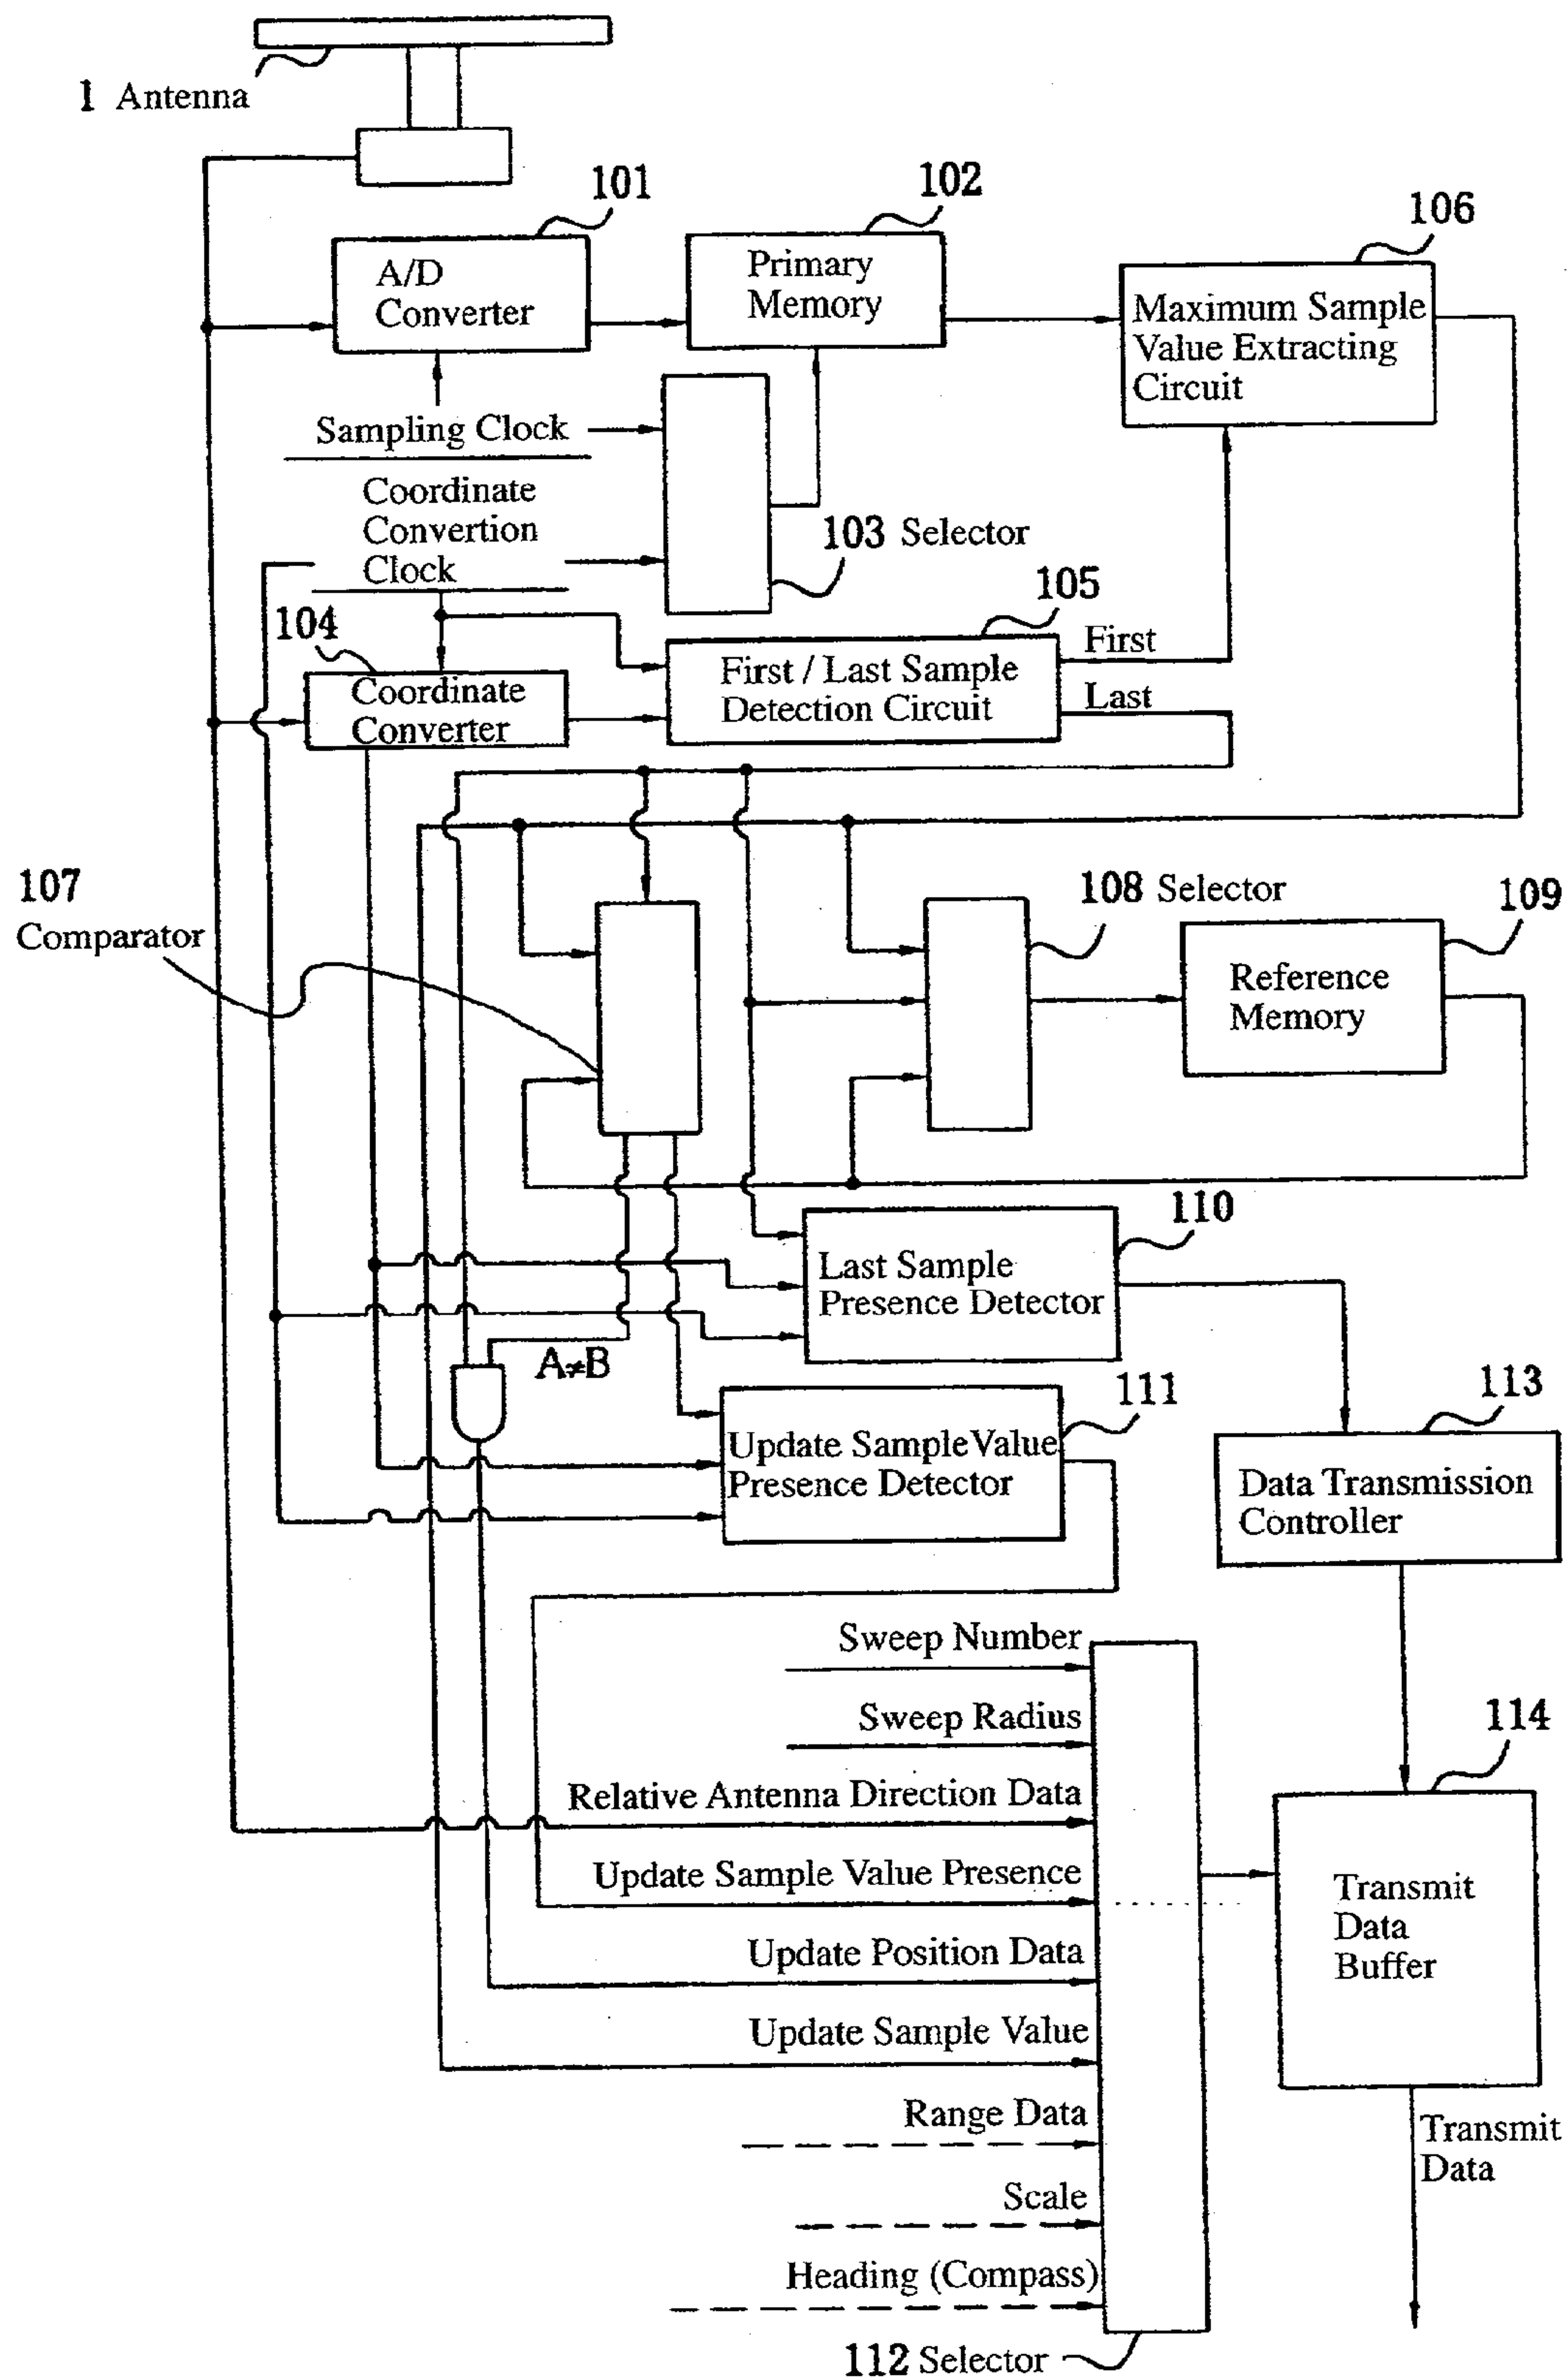 1 Antenna
101
102
106
A/D
Converter
Primary
Memory
Maximum Sample
Value Extracting
Circuit
Sampling Clock
Coordinate
Convertion
Clock
103 Selector
104
105
Coordinate
Converter
First / Last Sample
Detection Circuit
First
Last
107
Comparator
108 Selector
109
Reference
Memory
110
Last Sample
Presence Detector
A≠B
111
Update Sample Value
Presence Detector
113
Data Transmission
Controller
Sweep Number
Sweep Radius
114
Relative Antenna Direction Data
Update Sample Value Presence
Transmit
Data
Buffer
Update Position Data
Update Sample Value
Range Data
Transmit
Data
Scale
Heading (Compass)
112 Selector